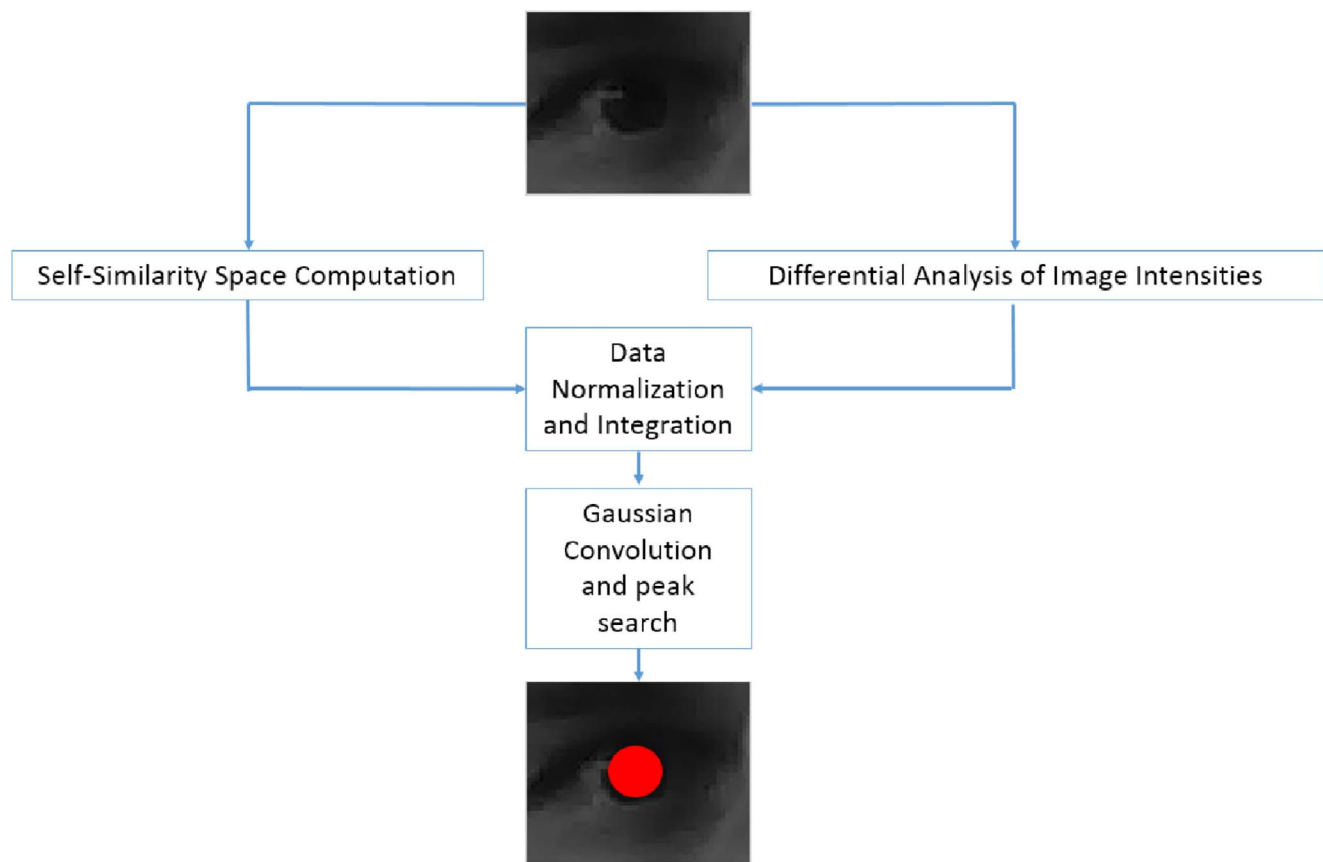 Self-Similarity Space Computation
Differential Analysis of Image Intensities
Data
Normalization
and Integration
Gaussian
Convolution
and peak
search